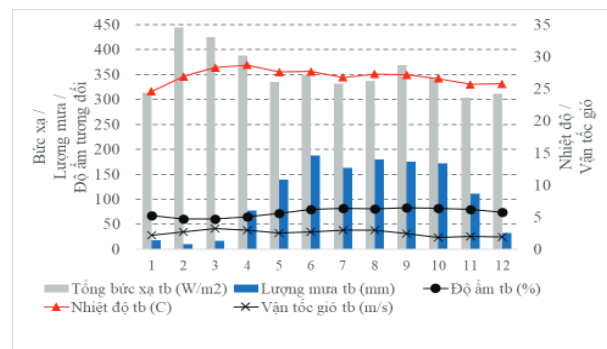 Bức xạ /
Lượng mưa /
Độ ẩm tương đối
450
400
350
300
250
200
150
100
50
0
35
30
25
20
15
10
5
0
Nhiệt độ /
Vận tốc gió
1 2 3 4 5 6 7 8 9 10 11 12
Tổng bức xạ tb (W/m2) Lượng mưa tb (mm) Độ ẩm tb (%)
Nhiệt độ tb (C) Vận tốc gió tb (m/s)